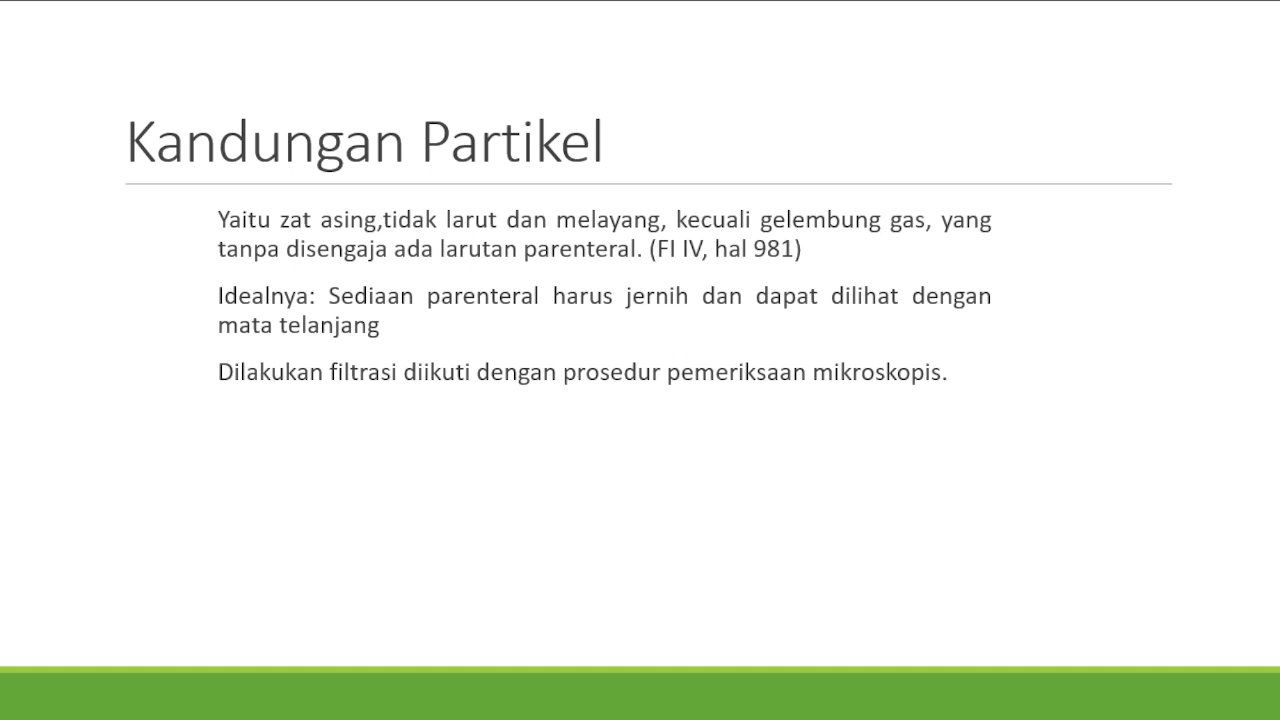 Kandungan Partikel
Yaitu zat asing,tidak larut dan melayang, kecuali gelembung gas, yang
tanpa disengaja ada larutan parenteral. (FI IV, hal 981)
Idealnya: Sediaan parenteral harus jernih dan dapat dilihat dengan
mata telanjang
Dilakukan filtrasi diikuti dengan prosedur pemeriksaan mikroskopis.